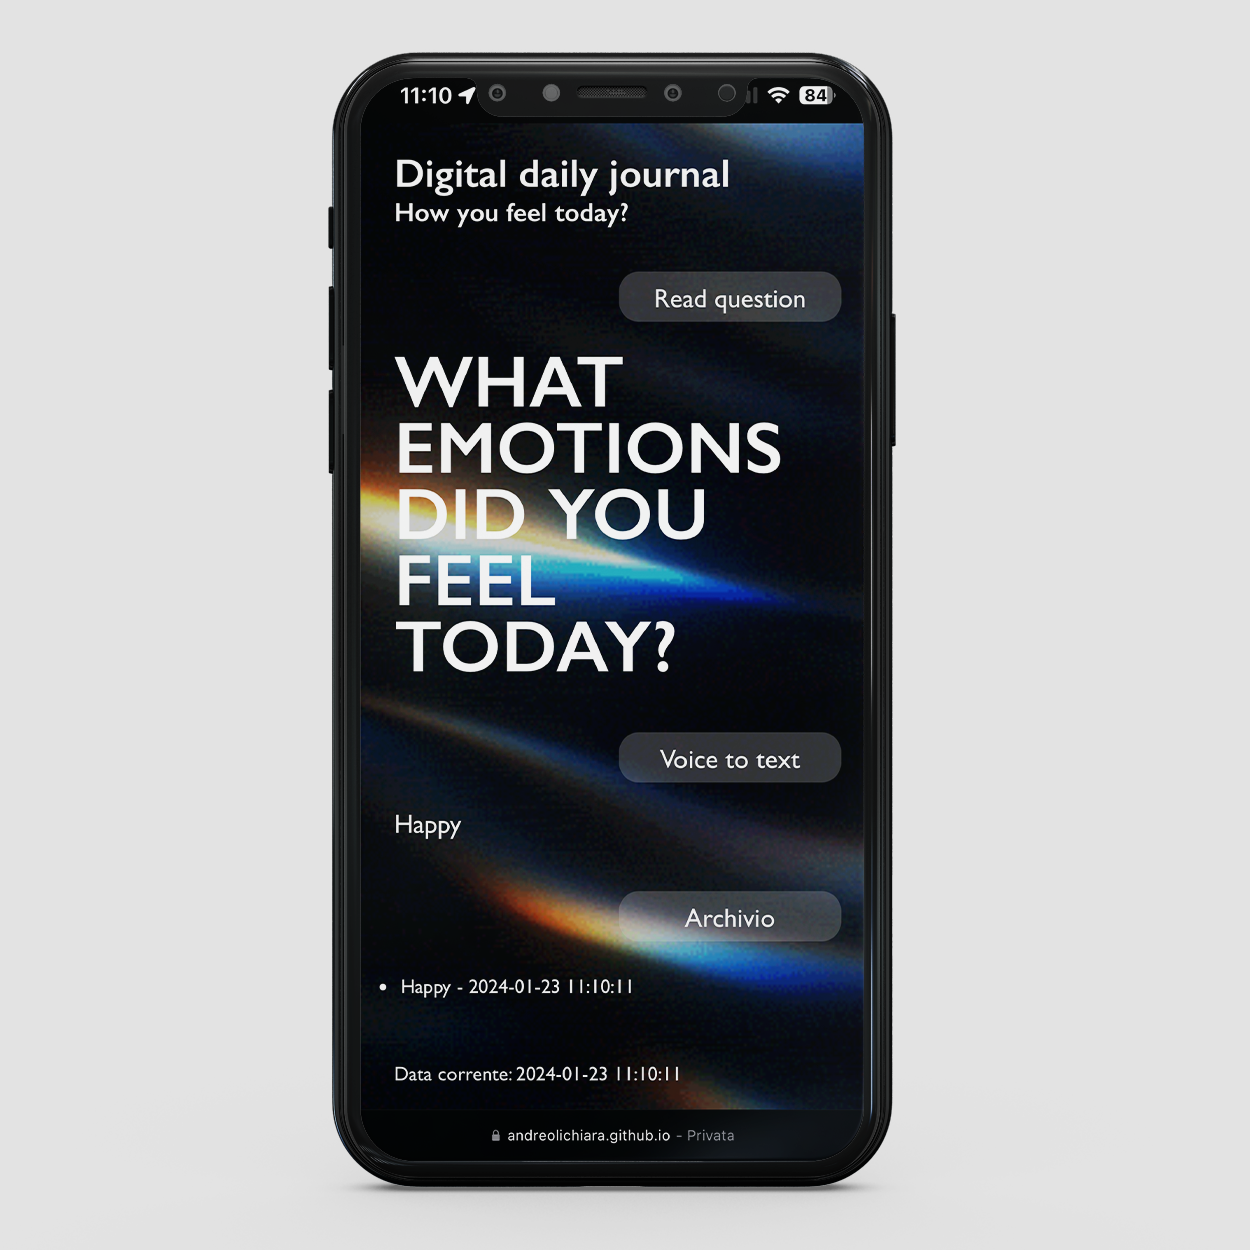 11:10
84
Digital daily journal
How you feel today?
Read question
WHAT
EMOTIONS
DID YOU
FEEL
TODAY?
Voice to text
Happy
Archivio
• Happy - 2024-01-23 11:10:11
Data corrente: 2024-01-23 11:10:11
andreolichiara.github.io - Privata